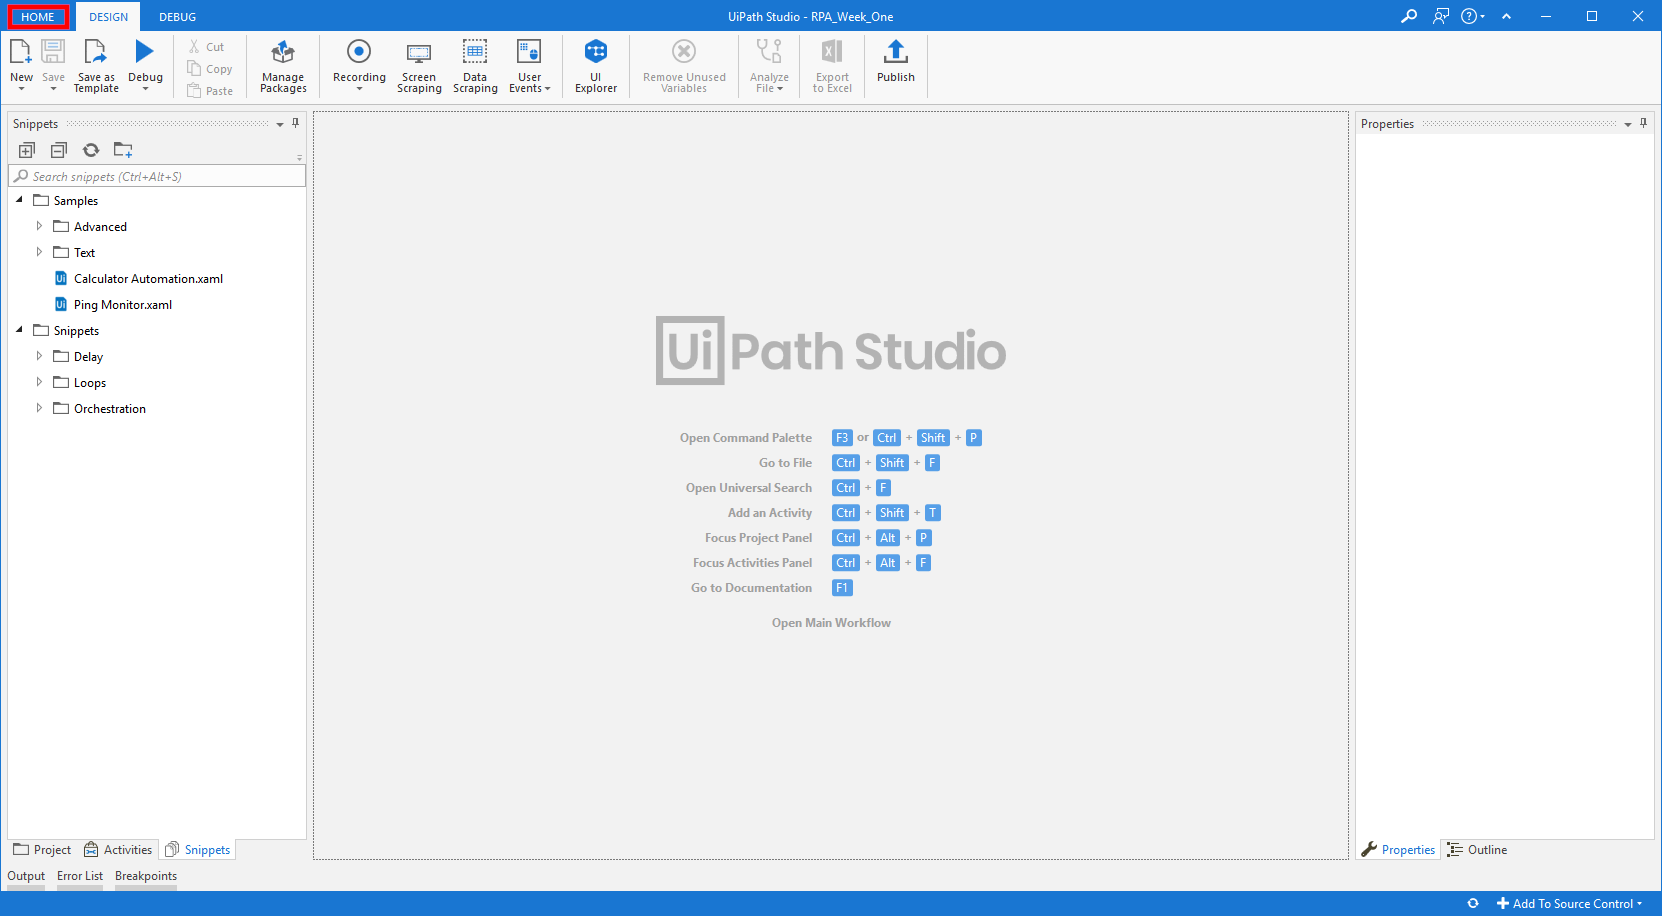 HOME DESIGN DEBUG UiPath Studio - RPA_Week_One
New Save Save as Template Debug Cut Copy Paste Manage Packages Recording Screen Scraping Data Scraping User Events UI Explorer Remove Unused Variables Analyze File Export to Excel Publish
Snippets
Search snippets (Ctrl+Alt+S)
Samples
Advanced
Text
Ui Calculator Automation.xaml
Ui Ping Monitor.xaml
Snippets
Delay
Loops
Orchestration
Project Activities Snippets
Ui Path Studio
Open Command Palette F3 or Ctrl + Shift + P
Go to File Ctrl + Shift + F
Open Universal Search Ctrl + F
Add an Activity Ctrl + Shift + T
Focus Project Panel Ctrl + Alt + P
Focus Activities Panel Ctrl + Alt + F
Go to Documentation F1
Open Main Workflow
Properties
Properties Outline
Output Error List Breakpoints
Add To Source Control